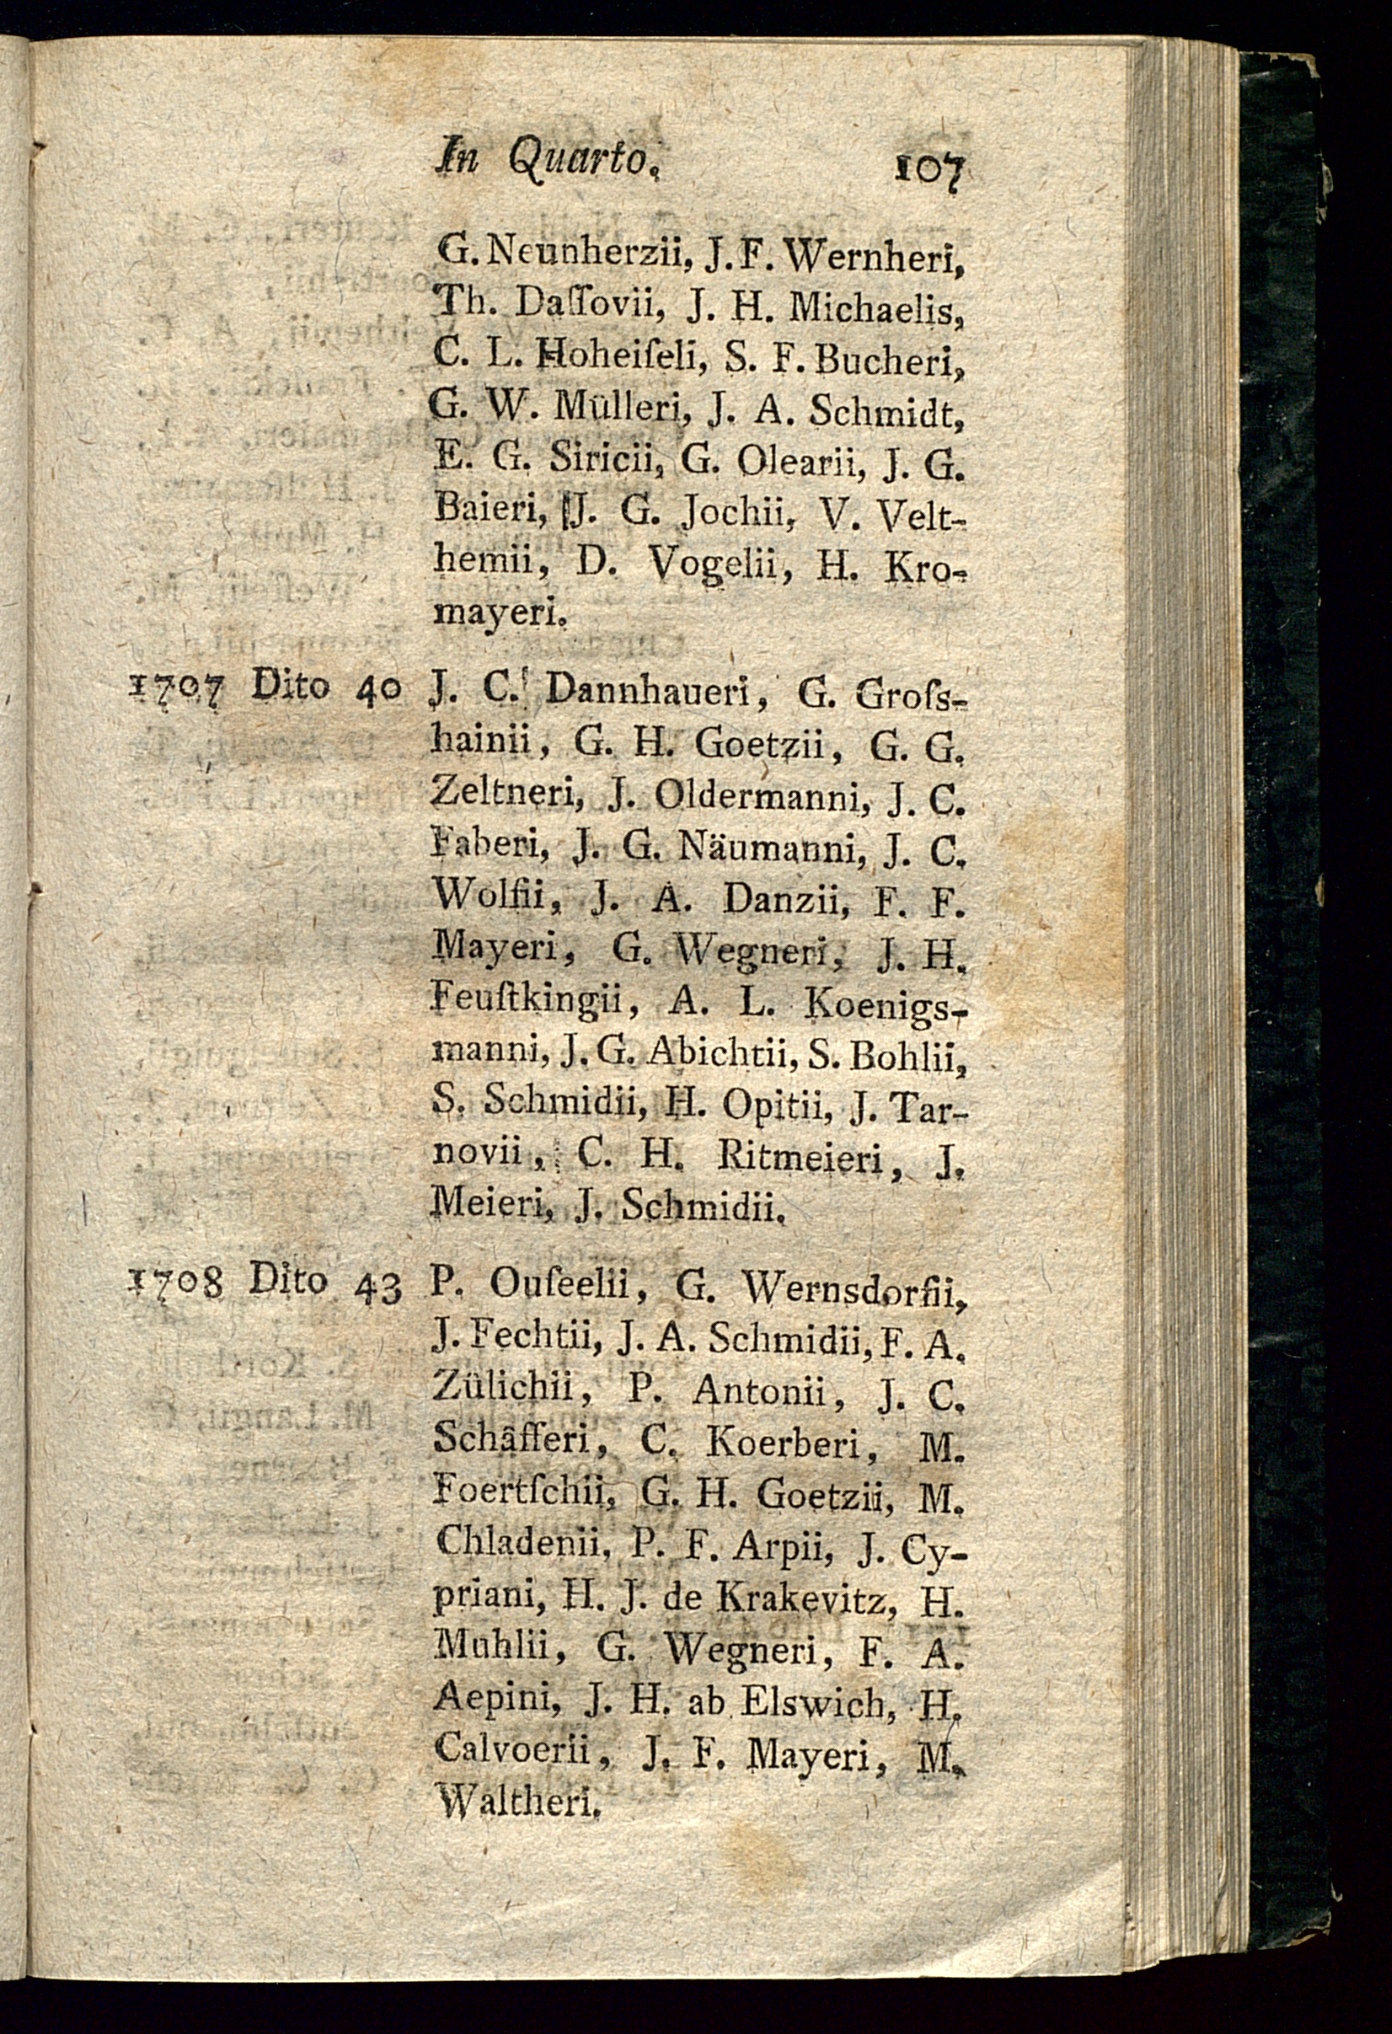 In Quarto. 107
G. Neunherzii, J. F. Wernheri,
Th. Daſſovii, J. H. Michaelis,
C. L. Hoheiſeli, S. F. Bucheri,
G. W. Mülleri, J. A. Schmidt,
E. G. Siricii, G. Olearii, J. G.
Baieri, J. G. Jochii, V. Velt-
hemii, D. Vogelii, H. Kro-
mayeri.
1707 Dito 40 J. C. Dannhaueri, G. Groſs-
hainii, G. H. Goetzii, G. G.
Zeltneri, J. Oldermanni, J. C.
Faberi, J. G. Näumanni, J. C.
Wolfii, J. A. Danzii, F. F.
Mayeri, G. Wegneri, J. H.
Feuſtkingii, A. L. Koenigs-
manni, J. G. Abichtii, S. Bohlii,
S. Schmidii, H. Opitii, J. Tar-
novii, C. H. Ritmeieri, J.
Meieri, J. Schmidii.
1708 Dito 43 P. Ouſeelii, G. Wernsdorfii,
J. Fechtii, J. A. Schmidii, F. A.
Zülichii, P. Antonii, J. C.
Schäfferi, C. Koerberi, M.
Foertſchii, G. H. Goetzii, M.
Chladenii, P. F. Arpii, J. Cy-
priani, H. J. de Krakevitz, H.
Muhlii, G. Wegneri, F. A.
Aepini, J. H. ab Elswich, H.
Calvoerii, J. F. Mayeri, M.
Waltheri.